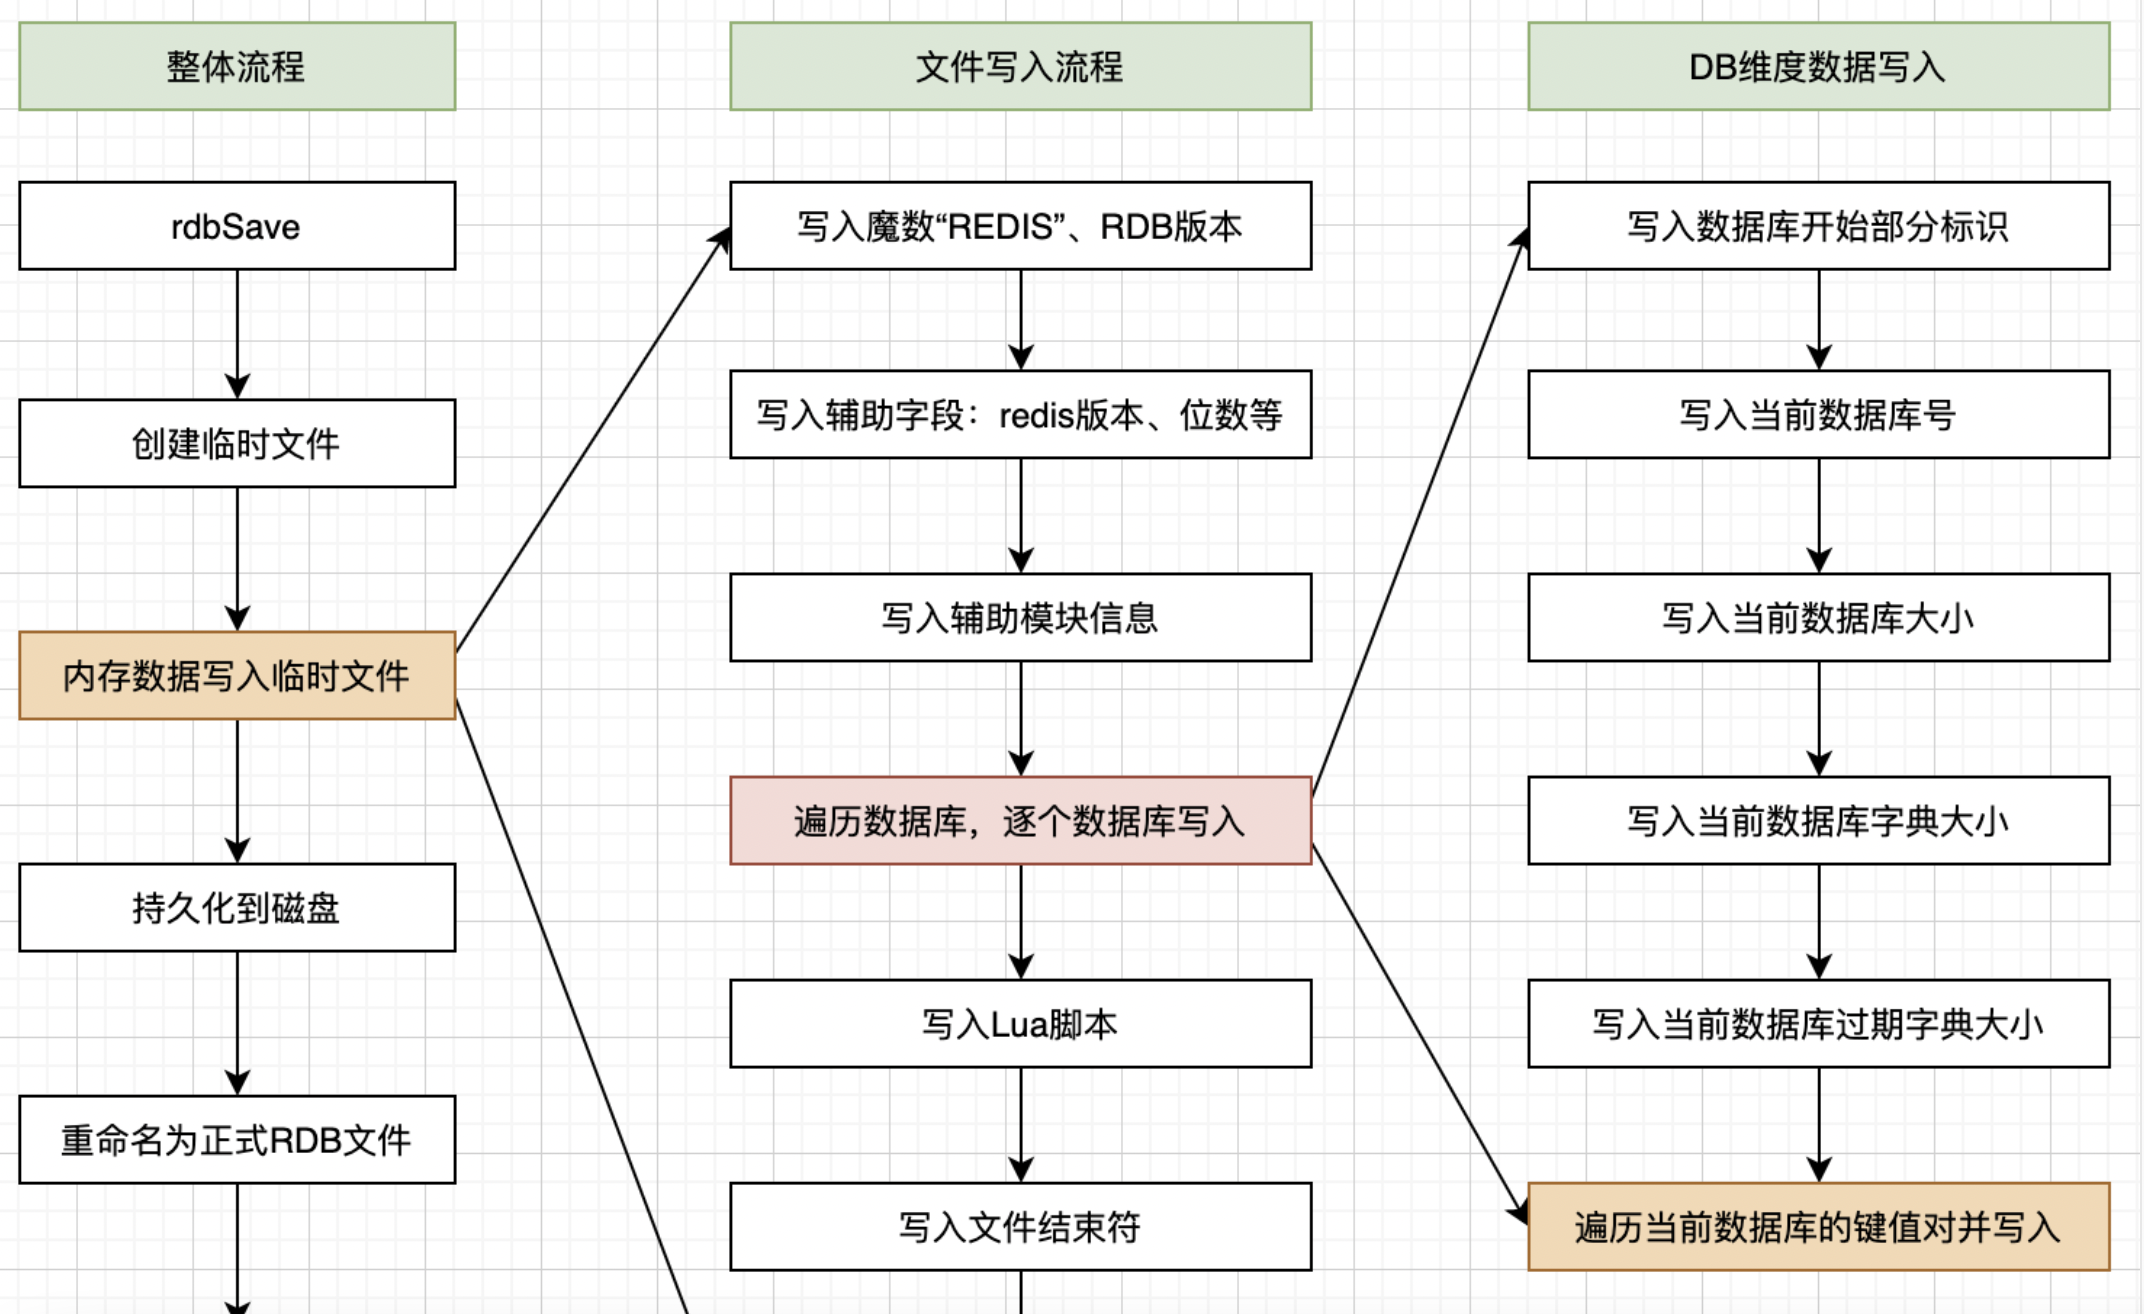 整体流程
rdbSave
创建临时文件
内存数据写入临时文件
持久化到磁盘
重命名为正式RDB文件
文件写入流程
写入魔数“REDIS”、RDB版本
写入辅助字段：redis版本、位数等
写入辅助模块信息
遍历数据库，逐个数据库写入
写入Lua脚本
写入文件结束符
DB维度数据写入
写入数据库开始部分标识
写入当前数据库号
写入当前数据库大小
写入当前数据库字典大小
写入当前数据库过期字典大小
遍历当前数据库的键值对并写入